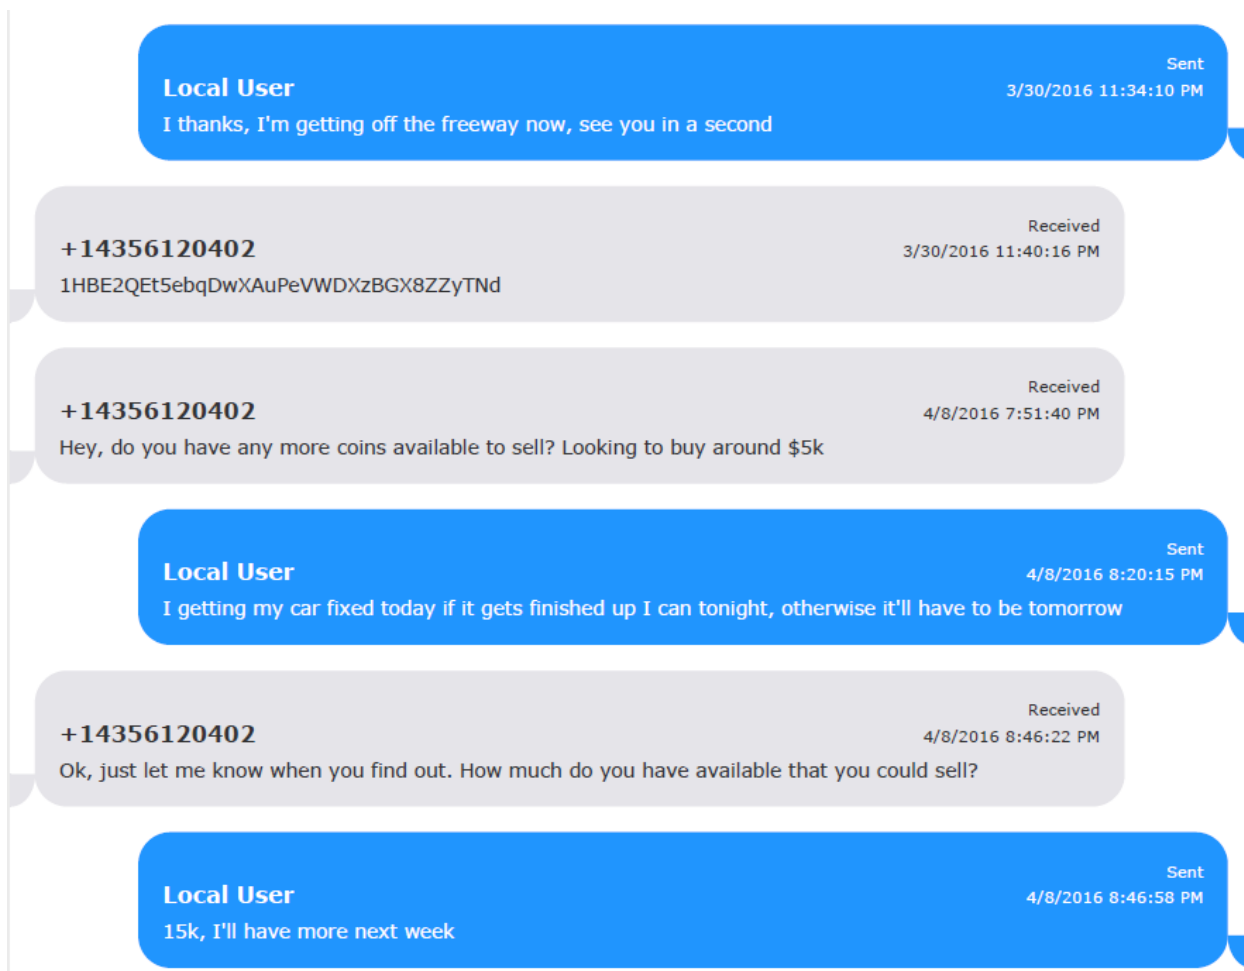 Sent
Local User
3/30/2016 11:34:10 PM
I thanks, I'm getting off the freeway now, see you in a second
Received
+14356120402
3/30/2016 11:40:16 PM
1HBE2QEt5ebqDwXAuPeVWDXzBGX8ZZyTNd
Received
+14356120402
4/8/2016 7:51:40 PM
Hey, do you have any more coins available to sell? Looking to buy around $5k
Sent
Local User
4/8/2016 8:20:15 PM
I getting my car fixed today if it gets finished up I can tonight, otherwise it'll have to be tomorrow
Received
+14356120402
4/8/2016 8:46:22 PM
Ok, just let me know when you find out. How much do you have available that you could sell?
Sent
Local User
4/8/2016 8:46:58 PM
15k, I'll have more next week